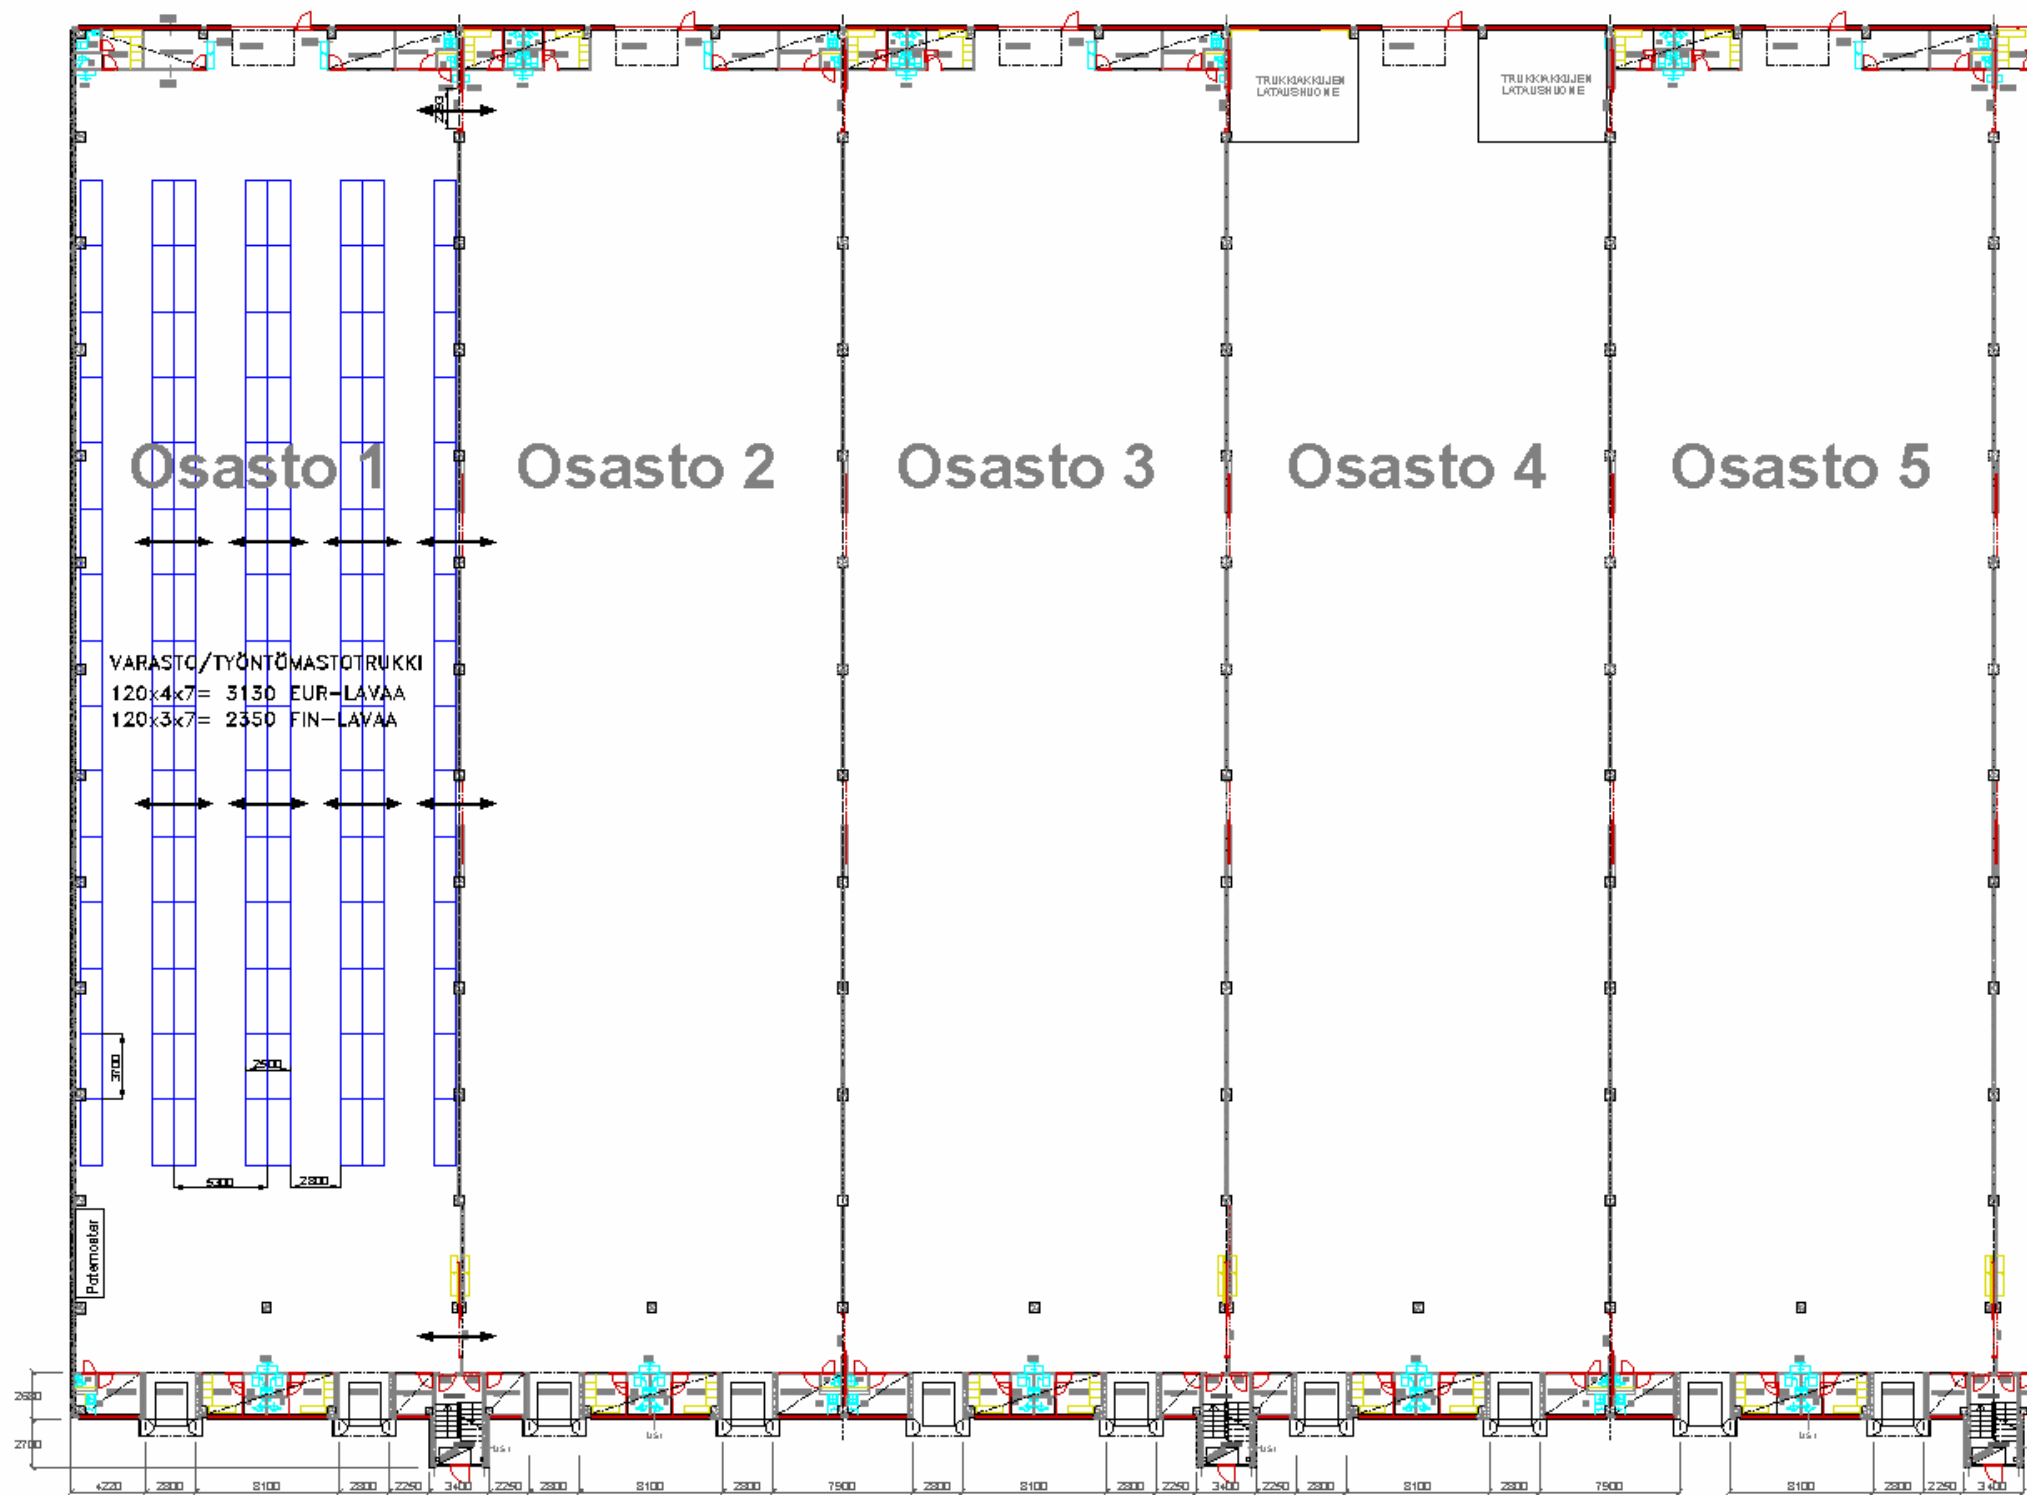 TRUKKIAKKUJEN
LATAUSHUONE
TRUKKIAKKUJEN
LATAUSHUONE
Osasto 1
Osasto 2
Osasto 3
Osasto 4
Osasto 5
VARASTO/TYÖNTÖMASTOTRUKKI
120x4x7= 3130 EUR-LAVAA
120x3x7= 2350 FIN-LAVAA
3700
2500
5300
2800
Paternoster
2700
4220 2800 8100 2800 2250 3400 2250 2800 8100 2800 7900 2800 8100 2800 2250 3400 2250 2800 8100 2800 7900 8100 2800 2250 3400